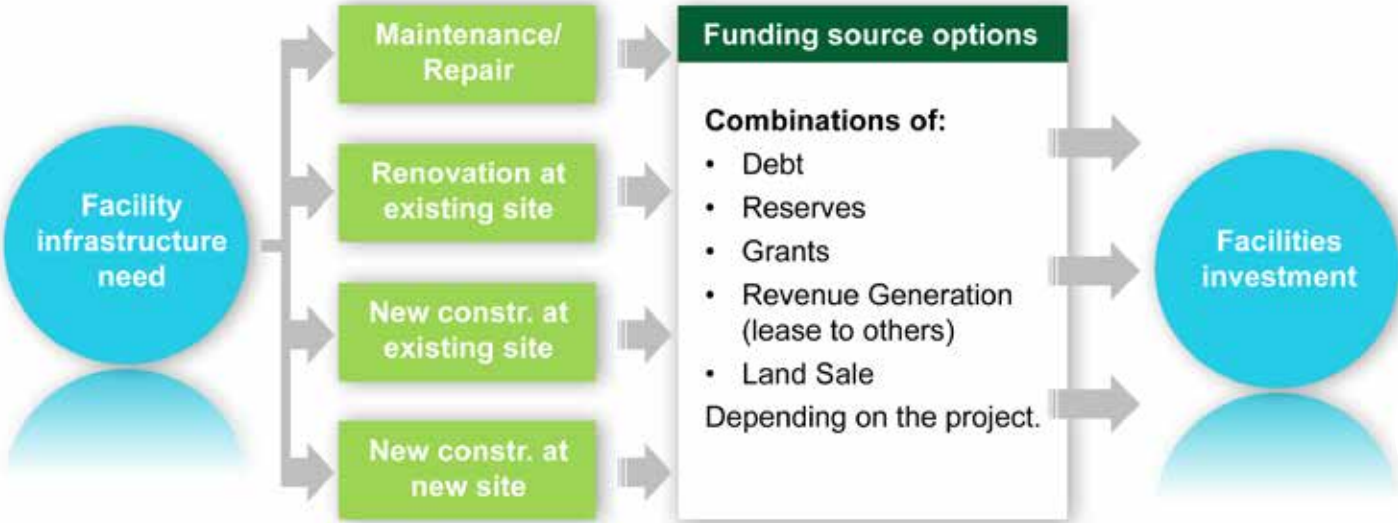 Facility
infrastructure
need
Maintenance/
Repair
Renovation at
existing site
New constr. at
existing site
New constr. at
new site
Funding source options
Combinations of:
• Debt
• Reserves
• Grants
• Revenue Generation
(lease to others)
• Land Sale
Depending on the project.
Facilities
investment